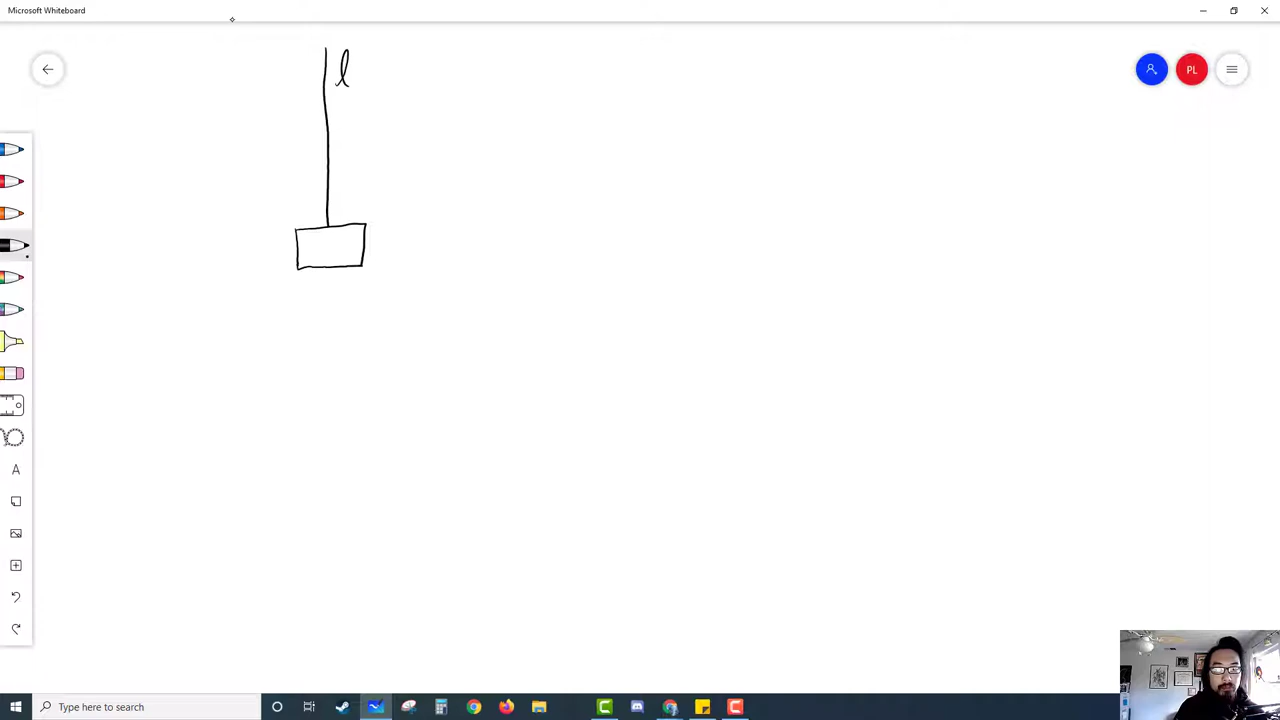 Microsoft Whiteboard
ℓ
PL
A
Type here to search